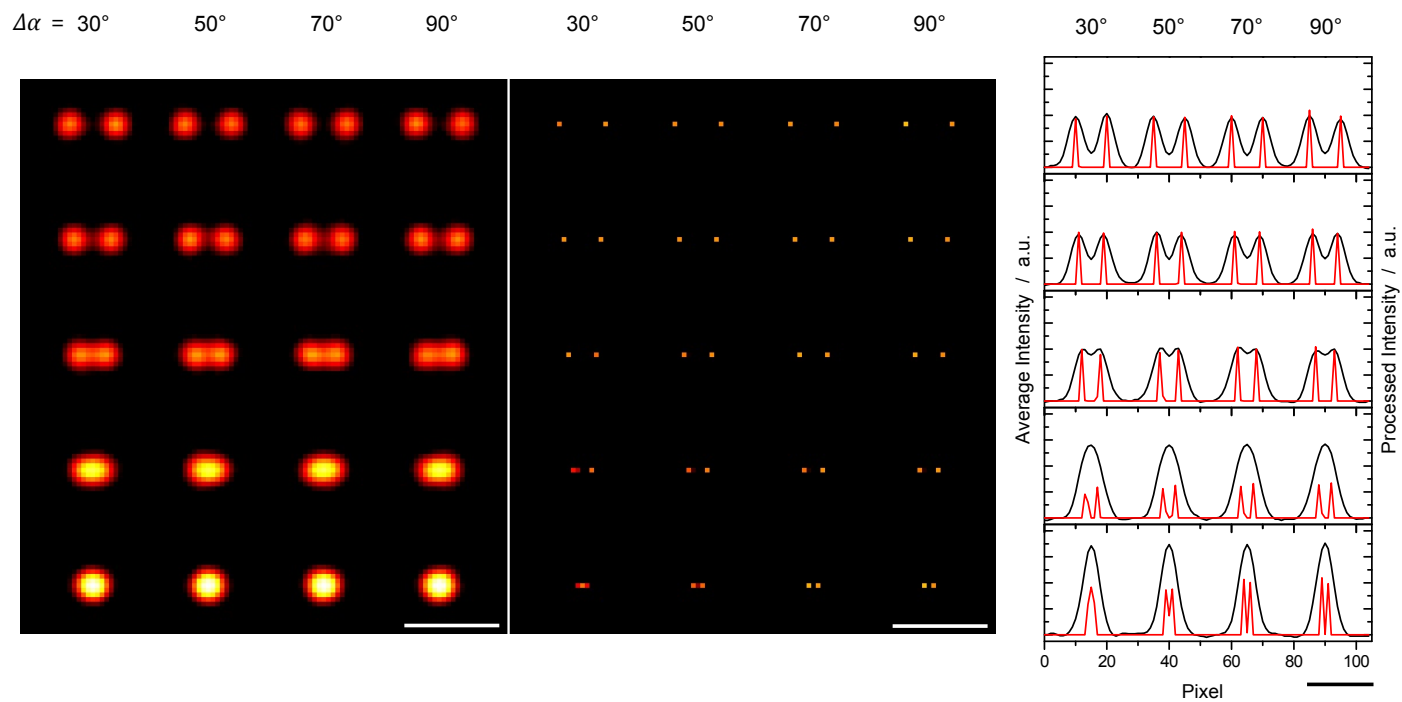 Δα = 30° 50° 70° 90° 30° 50° 70° 90° 30° 50° 70° 90°
Average Intensity / a.u.
Processed Intensity / a.u.
0 20 40 60 80 100
Pixel